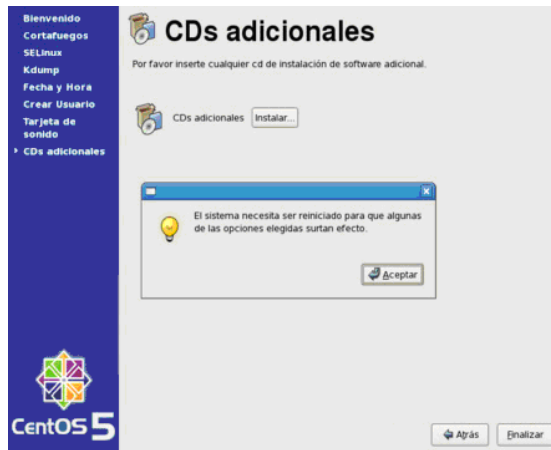 Bienvenido
Cortafuegos
SELinux
Kdump
Fecha y Hora
Crear Usuario
Tarjeta de
sonido
CDs adicionales
CDs adicionales
Por favor inserte cualquier cd de instalación de software adicional.
CDs adicionales
Instalar...
El sistema necesita ser reiniciado para que algunas
de las opciones elegidas surtan efecto.
Aceptar
CentOS 5
Atrás
Finalizar